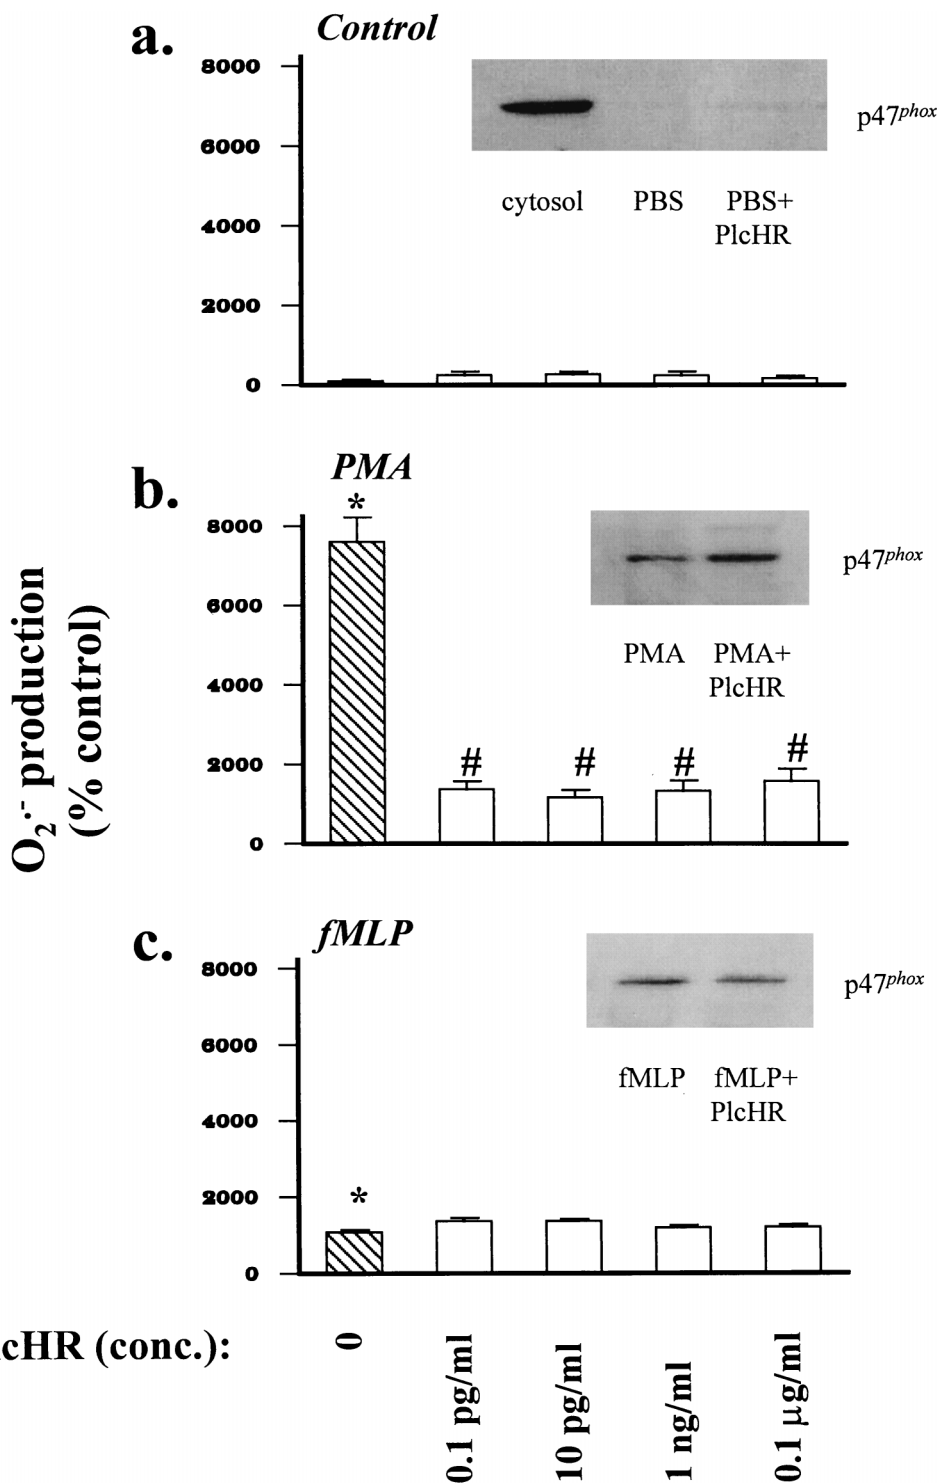 a.
Control
8000
6000
4000
2000
0
p47phox
cytosol PBS PBS+
PlcHR
b.
PMA
*
8000
6000
4000
2000
0
# # # #
p47phox
PMA PMA+
PlcHR
O2·- production
(% control)
c.
fMLP
8000
6000
4000
2000
0
*
p47phox
fMLP fMLP+
PlcHR
lcHR (conc.):
0
0.1 pg/ml
10 pg/ml
1 ng/ml
0.1 μg/ml